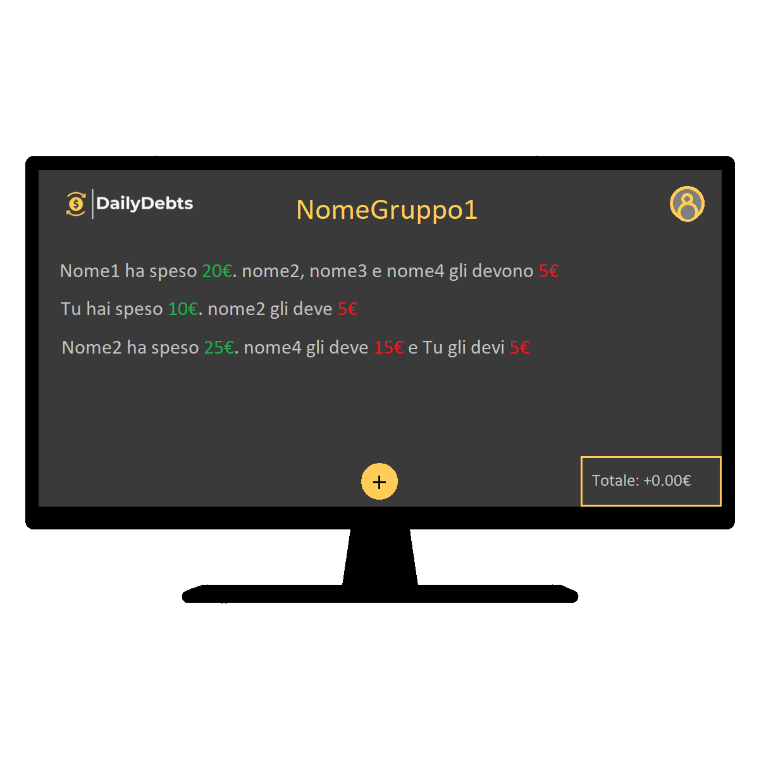 DailyDebts
NomeGruppo1
Nome1 ha speso 20€. nome2, nome3 e nome4 gli devono 5€
Tu hai speso 10€. nome2 gli deve 5€
Nome2 ha speso 25€. nome4 gli deve 15€ e Tu gli devi 5€
+
Totale: +0.00€